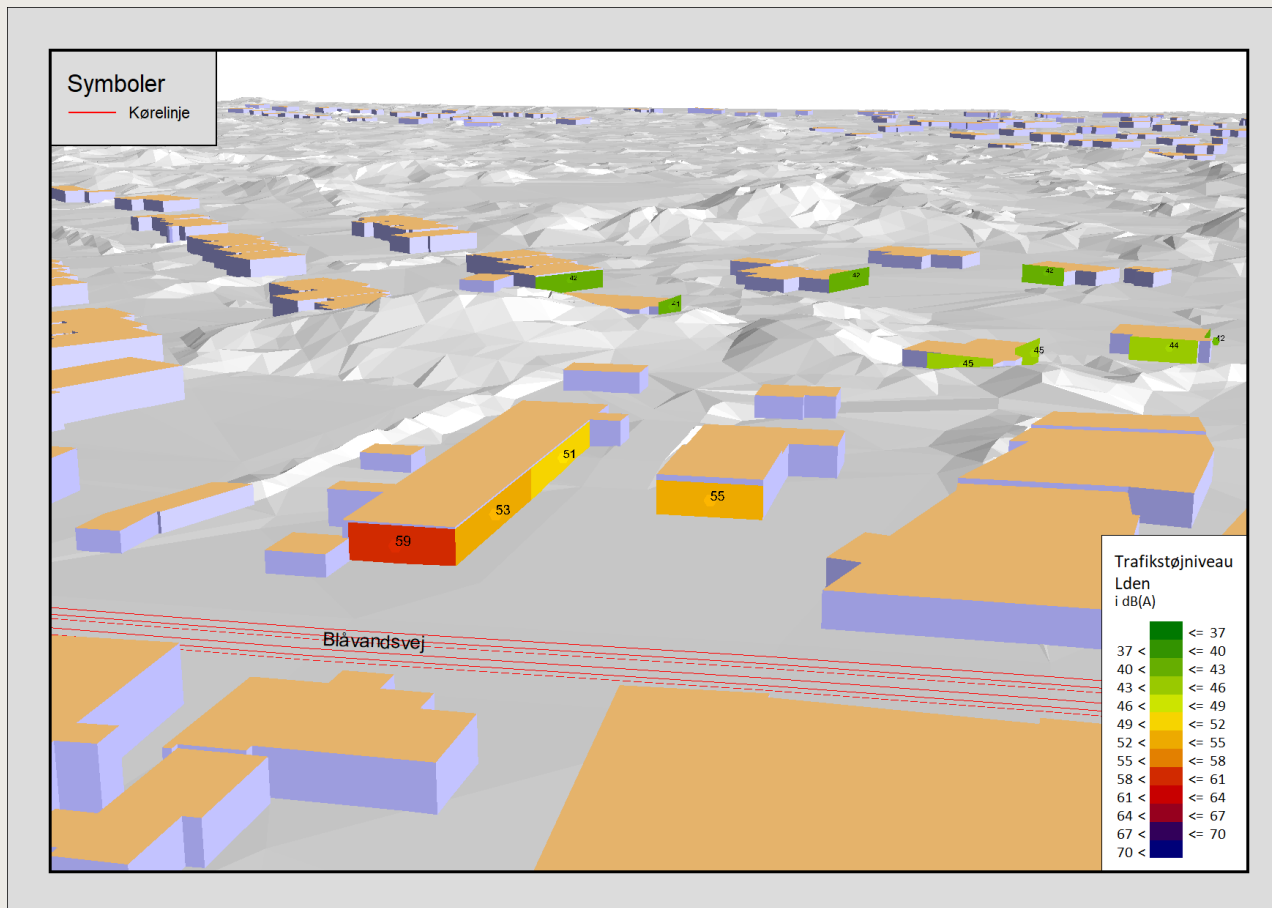 Symboler
Kørelinje
42
42
42
41
45
45
44
42
51
53
55
59
Blåvandsvej
Trafikstøjniveau
Lden
i dB(A)
<= 37
37 < <= 40
40 < <= 43
43 < <= 46
46 < <= 49
49 < <= 52
52 < <= 55
55 < <= 58
58 < <= 61
61 < <= 64
64 < <= 67
67 < <= 70
70 <